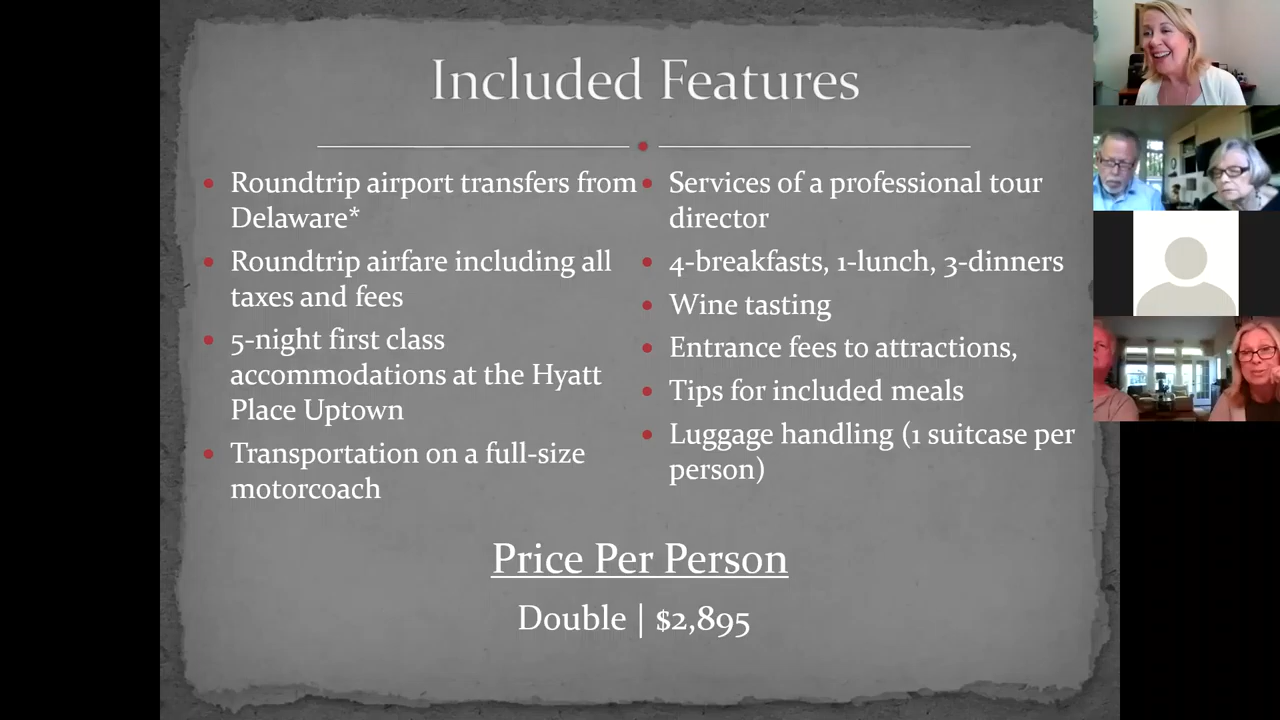 Included Features
Roundtrip airport transfers from
Delaware*
Roundtrip airfare including all
taxes and fees
5-night first class
accommodations at the Hyatt
Place Uptown
Transportation on a full-size
motorcoach
Services of a professional tour
director
4-breakfasts, 1-lunch, 3-dinners
Wine tasting
Entrance fees to attractions,
Tips for included meals
Luggage handling (1 suitcase per
person)
Price Per Person
Double | $2,895